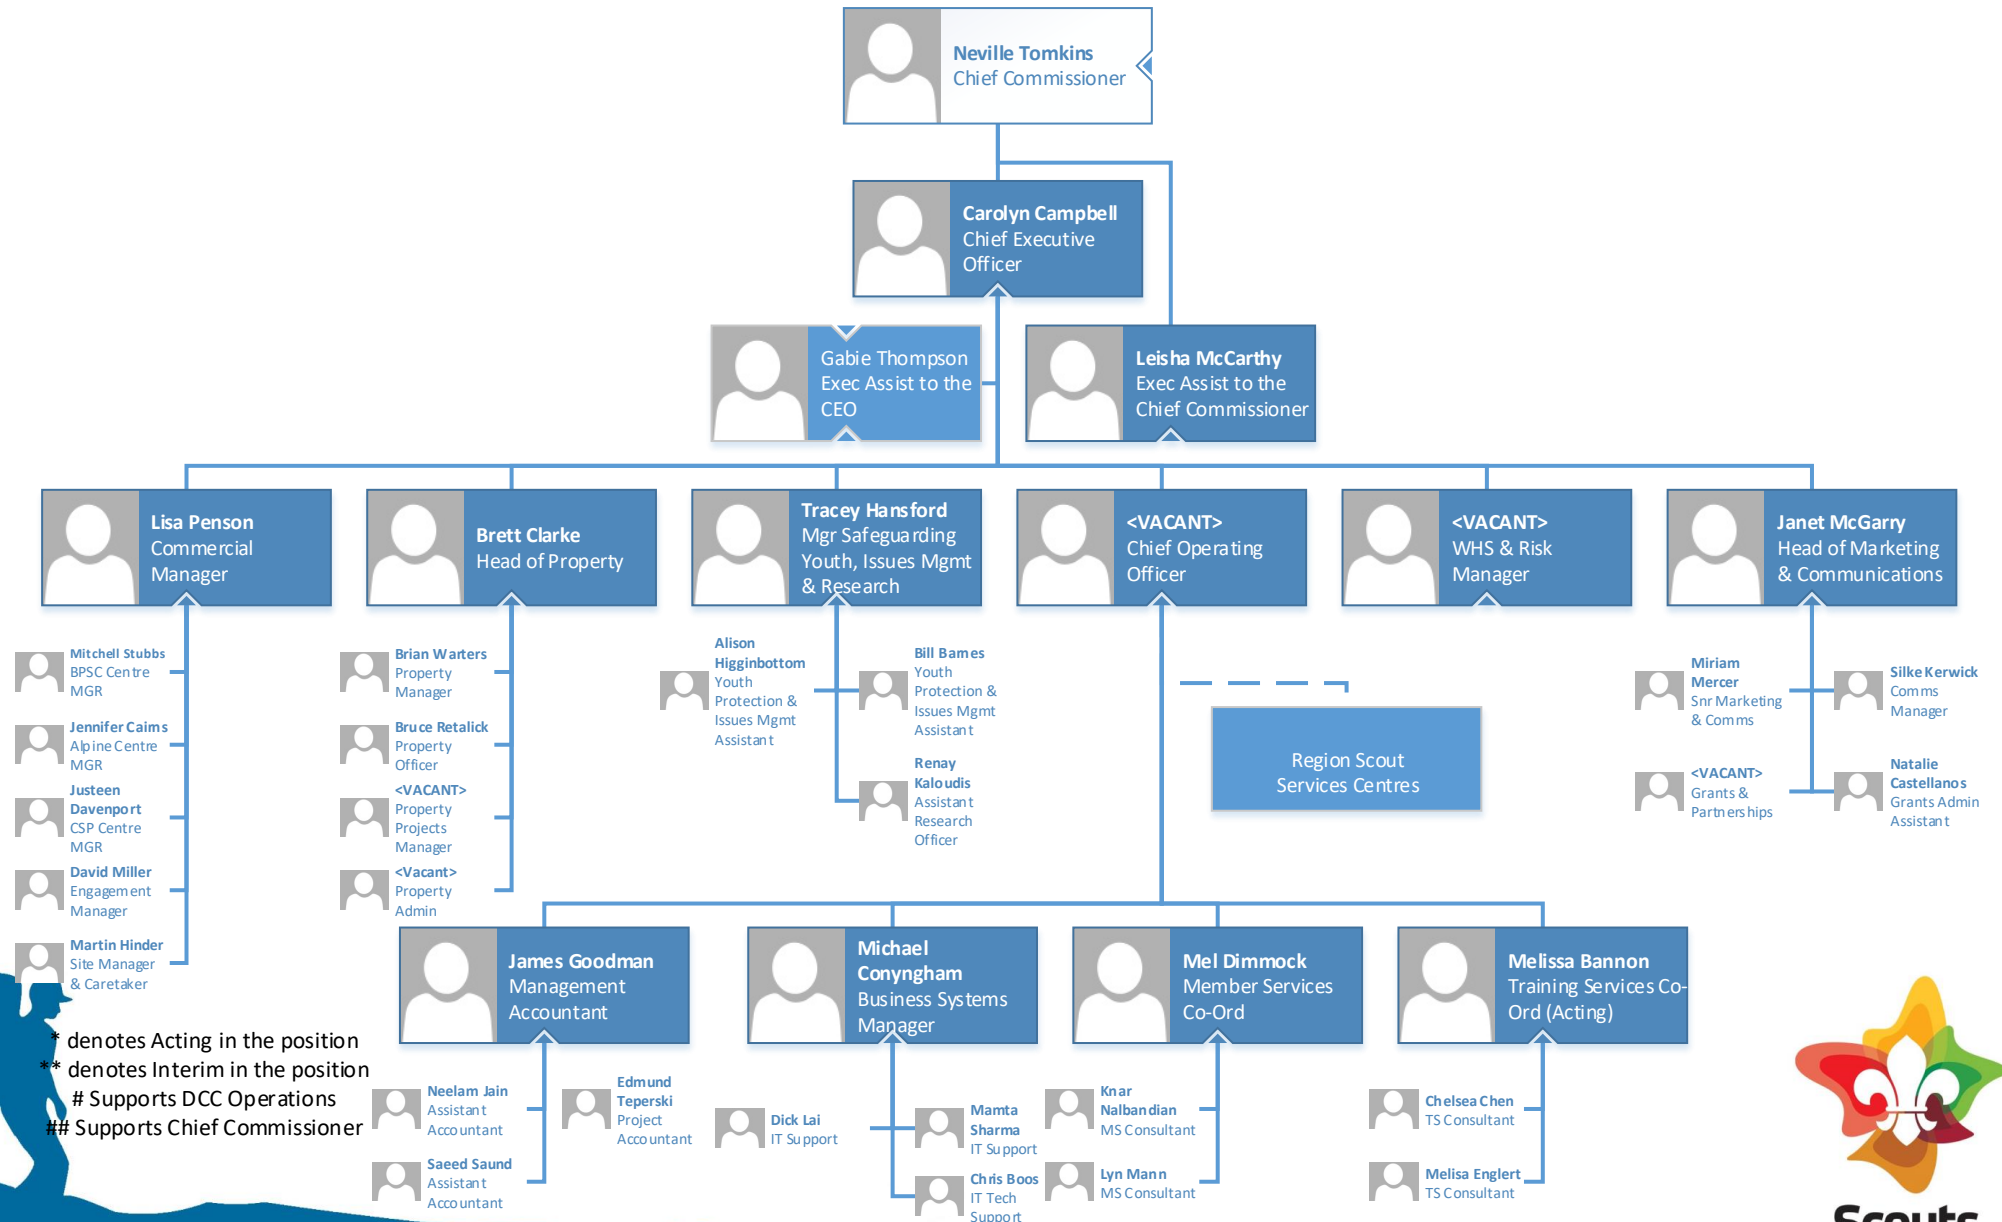 Neville Tomkins
Chief Commissioner
Carolyn Campbell
Chief Executive
Officer
Gabie Thompson
Exec Assist to the
CEO
Leisha McCarthy
Exec Assist to the
Chief Commissioner
Lisa Penson
Commercial
Manager
Brett Clarke
Head of Property
Tracey Hansford
Mgr Safeguarding
Youth, Issues Mgmt
& Research
<VACANT>
Chief Operating
Officer
<VACANT>
WHS & Risk
Manager
Janet McGarry
Head of Marketing
& Communications
Mitchell Stubbs
BPSC Centre
MGR
Jennifer Cairns
Alpine Centre
MGR
Justeen
Davenport
CSP Centre
MGR
David Miller
Engagement
Manager
Martin Hinder
Site Manager
& Caretaker
Brian Warters
Property
Manager
Bruce Retalick
Property
Officer
<VACANT>
Property
Projects
Manager
<Vacant>
Property
Admin
Alison
Higginbottom
Youth
Protection &
Issues Mgmt
Assistant
Bill Barnes
Youth
Protection &
Issues Mgmt
Assistant
Renay
Kaloudis
Assistant
Research
Officer
Region Scout
Services Centres
Miriam
Mercer
Snr Marketing
& Comms
Silke Kerwick
Comms
Manager
<VACANT>
Grants &
Partnerships
Natalie
Castellanos
Grants Admin
Assistant
James Goodman
Management
Accountant
Michael
Conyngham
Business Systems
Manager
Mel Dimmock
Member Services
Co-Ord
Melissa Bannon
Training Services Co-
Ord (Acting)
* denotes Acting in the position
** denotes Interim in the position
# Supports DCC Operations
## Supports Chief Commissioner
Neelam Jain
Assistant
Accountant
Saeed Saund
Assistant
Accountant
Edmund
Teperski
Project
Accountant
Dick Lai
IT Support
Mamta
Sharma
IT Support
Chris Boos
IT Tech
Support
Knar
Nalbandian
MS Consultant
Lyn Mann
MS Consultant
Chelsea Chen
TS Consultant
Melisa Englert
TS Consultant
Scouts